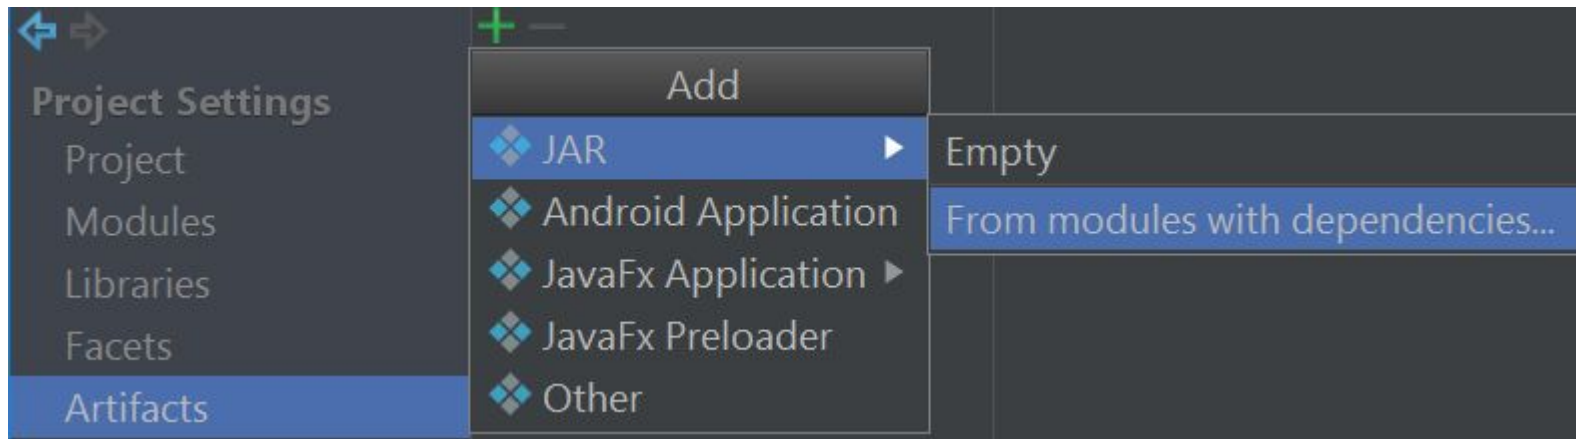 Project Settings
Project
Modules
Libraries
Facets
Artifacts
Add
JAR
Android Application
JavaFx Application
JavaFx Preloader
Other
Empty
From modules with dependencies...